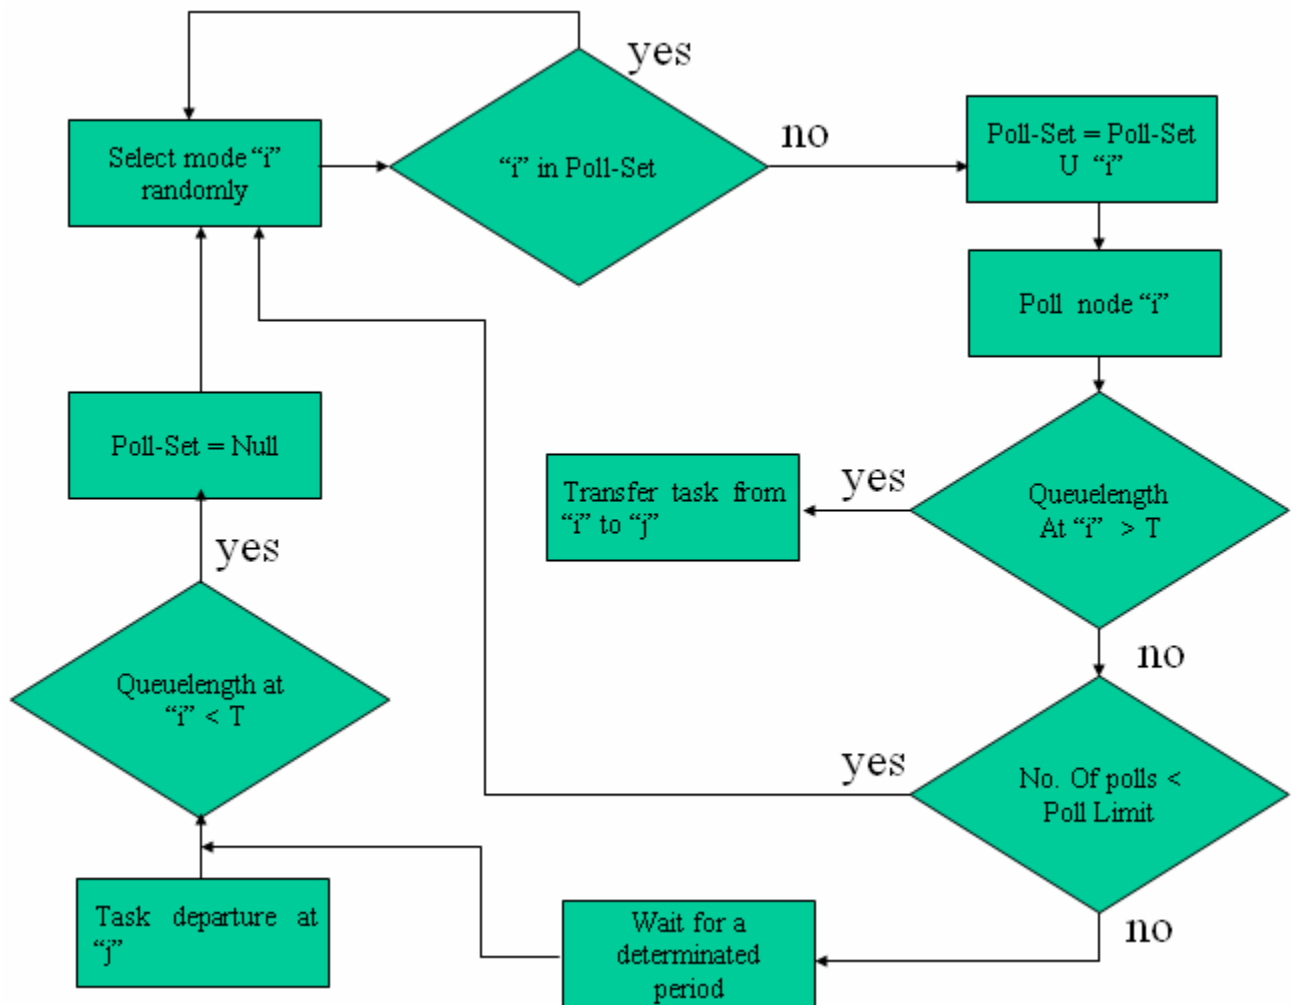 yes
Select mode “i”
randomly
“i” in Poll-Set
no
Poll-Set = Poll-Set
U “i”
Poll node “i”
Poll-Set = Null
Transfer task from
“i” to “j”
yes
Queuelength
At “i” > T
yes
no
Queuelength at
“i” < T
yes
No. Of polls <
Poll Limit
Task departure at
“j”
Wait for a
determinated
period
no